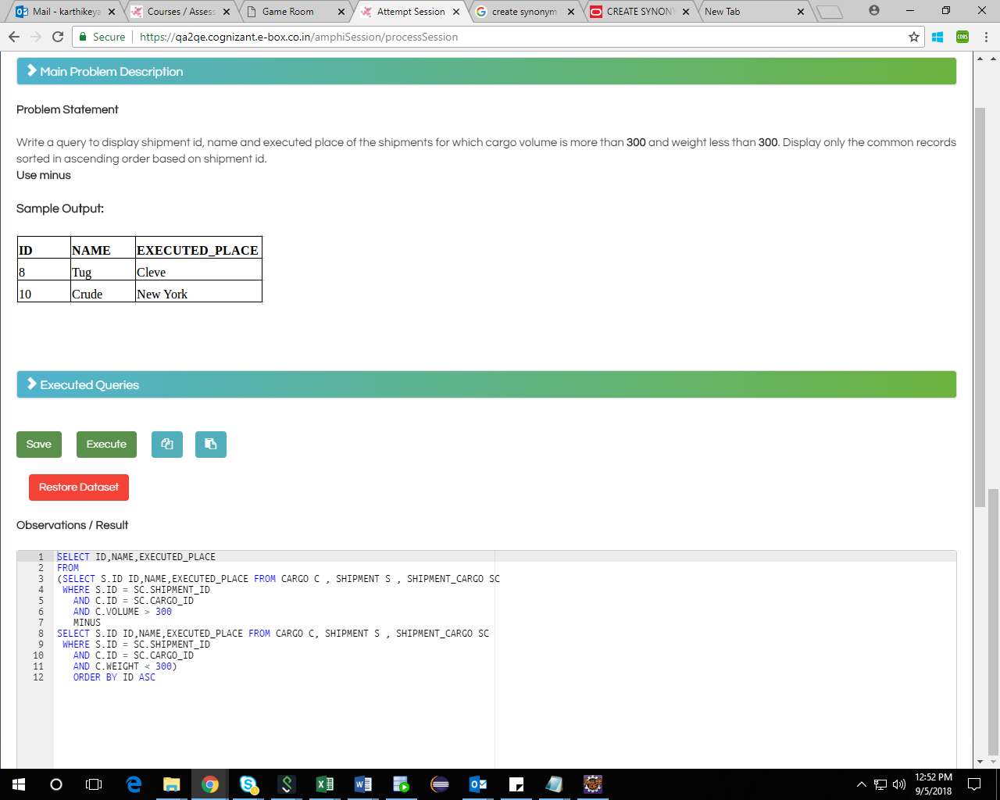 Mail - karthikeya
Courses / Assess
Game Room
Attempt Session
create synonym
CREATE SYNON
New Tab
Secure
https://qa2qe.cognizant.e-box.co.in/amphiSession/processSession
CORS
Main Problem Description
Problem Statement
Write a query to display shipment id, name and executed place of the shipments for which cargo volume is more than 300 and weight less than 300. Display only the common records
sorted in ascending order based on shipment id.
Use minus
Sample Output:
ID NAME EXECUTED_PLACE
8 Tug Cleve
10 Crude New York
Executed Queries
Save Execute
Restore Dataset
Observations / Result
1 SELECT ID,NAME,EXECUTED_PLACE
2 FROM
3 (SELECT S.ID ID,NAME,EXECUTED_PLACE FROM CARGO C , SHIPMENT S , SHIPMENT_CARGO SC
4 WHERE S.ID = SC.SHIPMENT_ID
5 AND C.ID = SC.CARGO_ID
6 AND C.VOLUME > 300
7 MINUS
8 SELECT S.ID ID,NAME,EXECUTED_PLACE FROM CARGO C, SHIPMENT S , SHIPMENT_CARGO SC
9 WHERE S.ID = SC.SHIPMENT_ID
10 AND C.ID = SC.CARGO_ID
11 AND C.WEIGHT < 300)
12 ORDER BY ID ASC
12:52 PM
9/5/2018